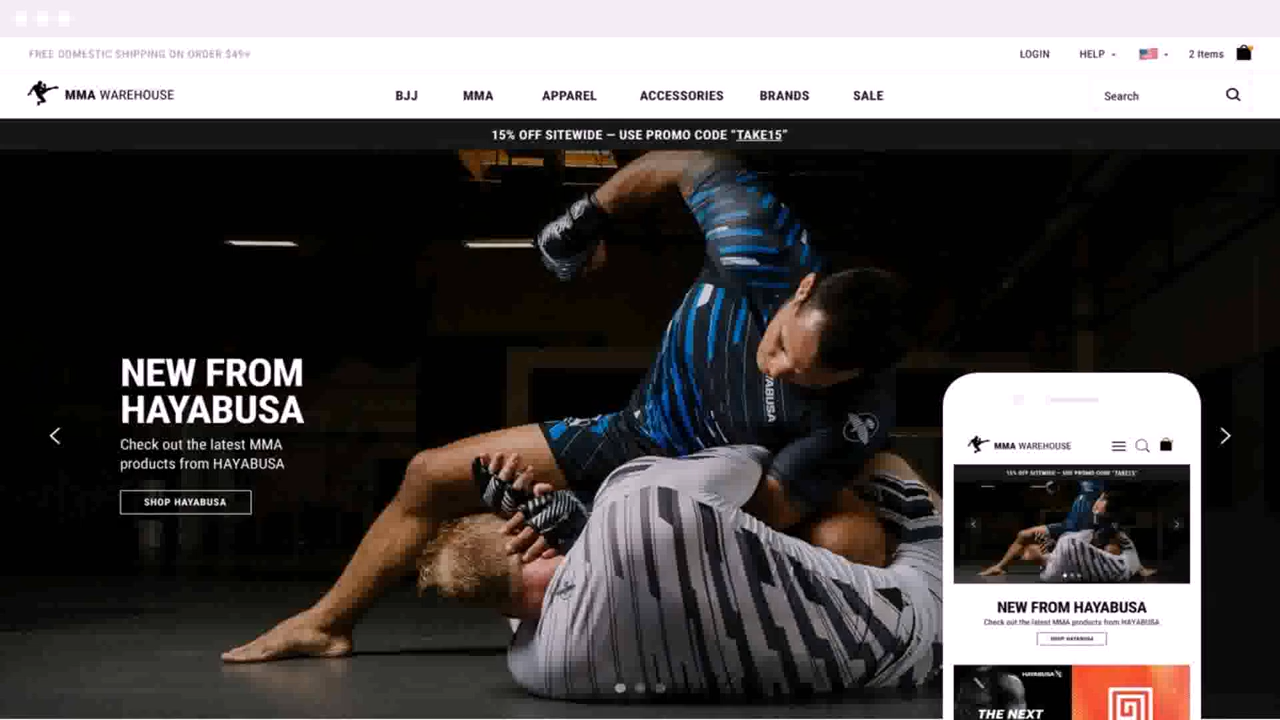 FREE DOMESTIC SHIPPING ON ORDER $49+
LOGIN
HELP
2 Items
MMA WAREHOUSE
BJJ
MMA
APPAREL
ACCESSORIES
BRANDS
SALE
Search
15% OFF SITEWIDE – USE PROMO CODE "TAKE15"
NEW FROM
HAYABUSA
Check out the latest MMA
products from HAYABUSA
SHOP HAYABUSA
MMA WAREHOUSE
15% OFF SITEWIDE – USE PROMO CODE "TAKE15"
NEW FROM HAYABUSA
Check out the latest MMA products from HAYABUSA
SHOP HAYABUSA
HAYABUSA
THE NEXT